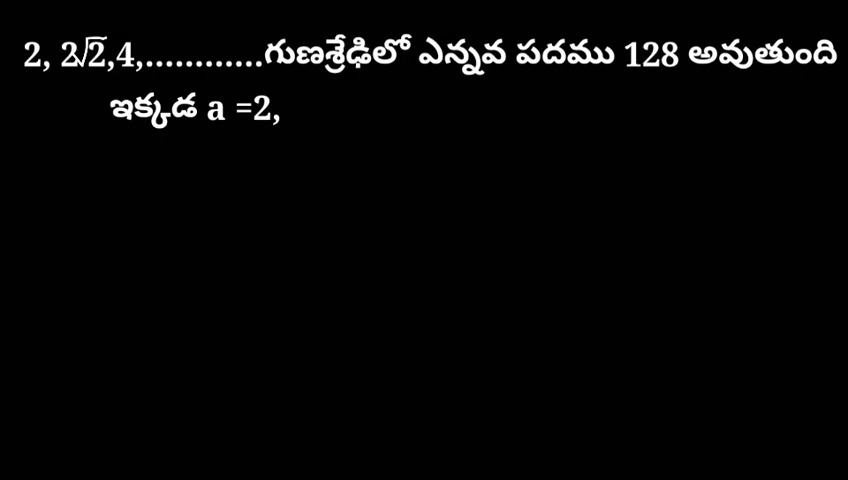 2, 2√2,4,............గుణశ్రేఢిలో ఎన్నవ పదము 128 అవుతుంది
ఇక్కడ a =2,